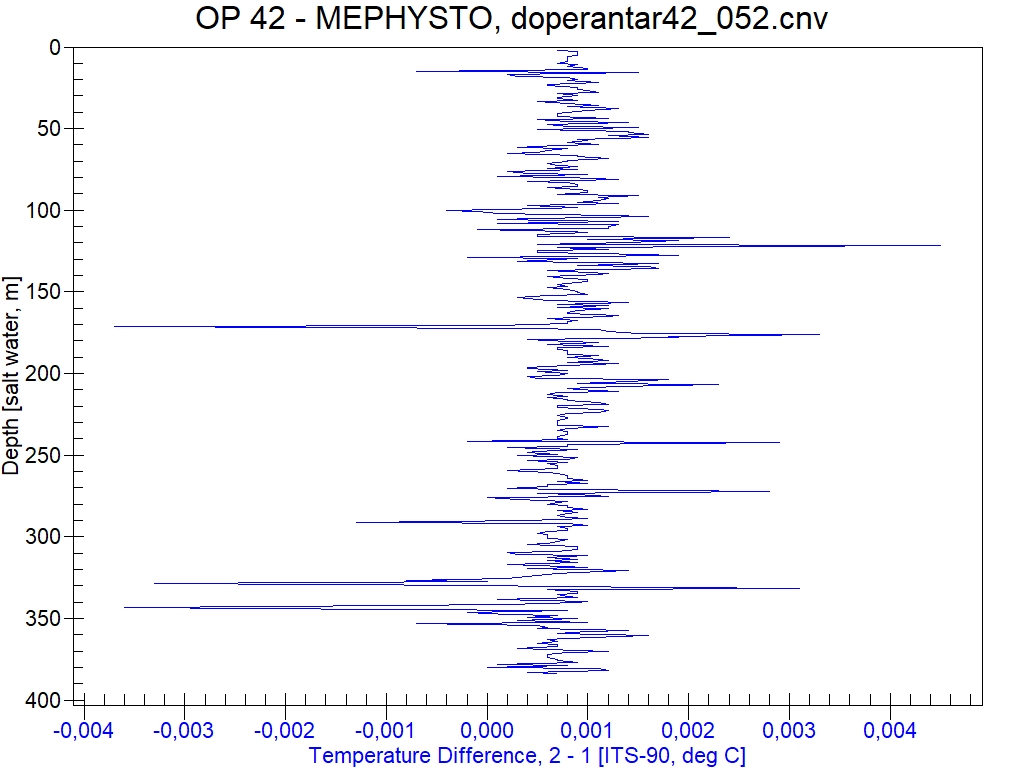 OP 42 - MEPHYSTO, doperantar42_052.cnv
0
50
100
150
200
250
300
350
400
Depth [salt water, m]
-0,004 -0,003 -0,002 -0,001 0,000 0,001 0,002 0,003 0,004
Temperature Difference, 2 - 1 [ITS-90, deg C]